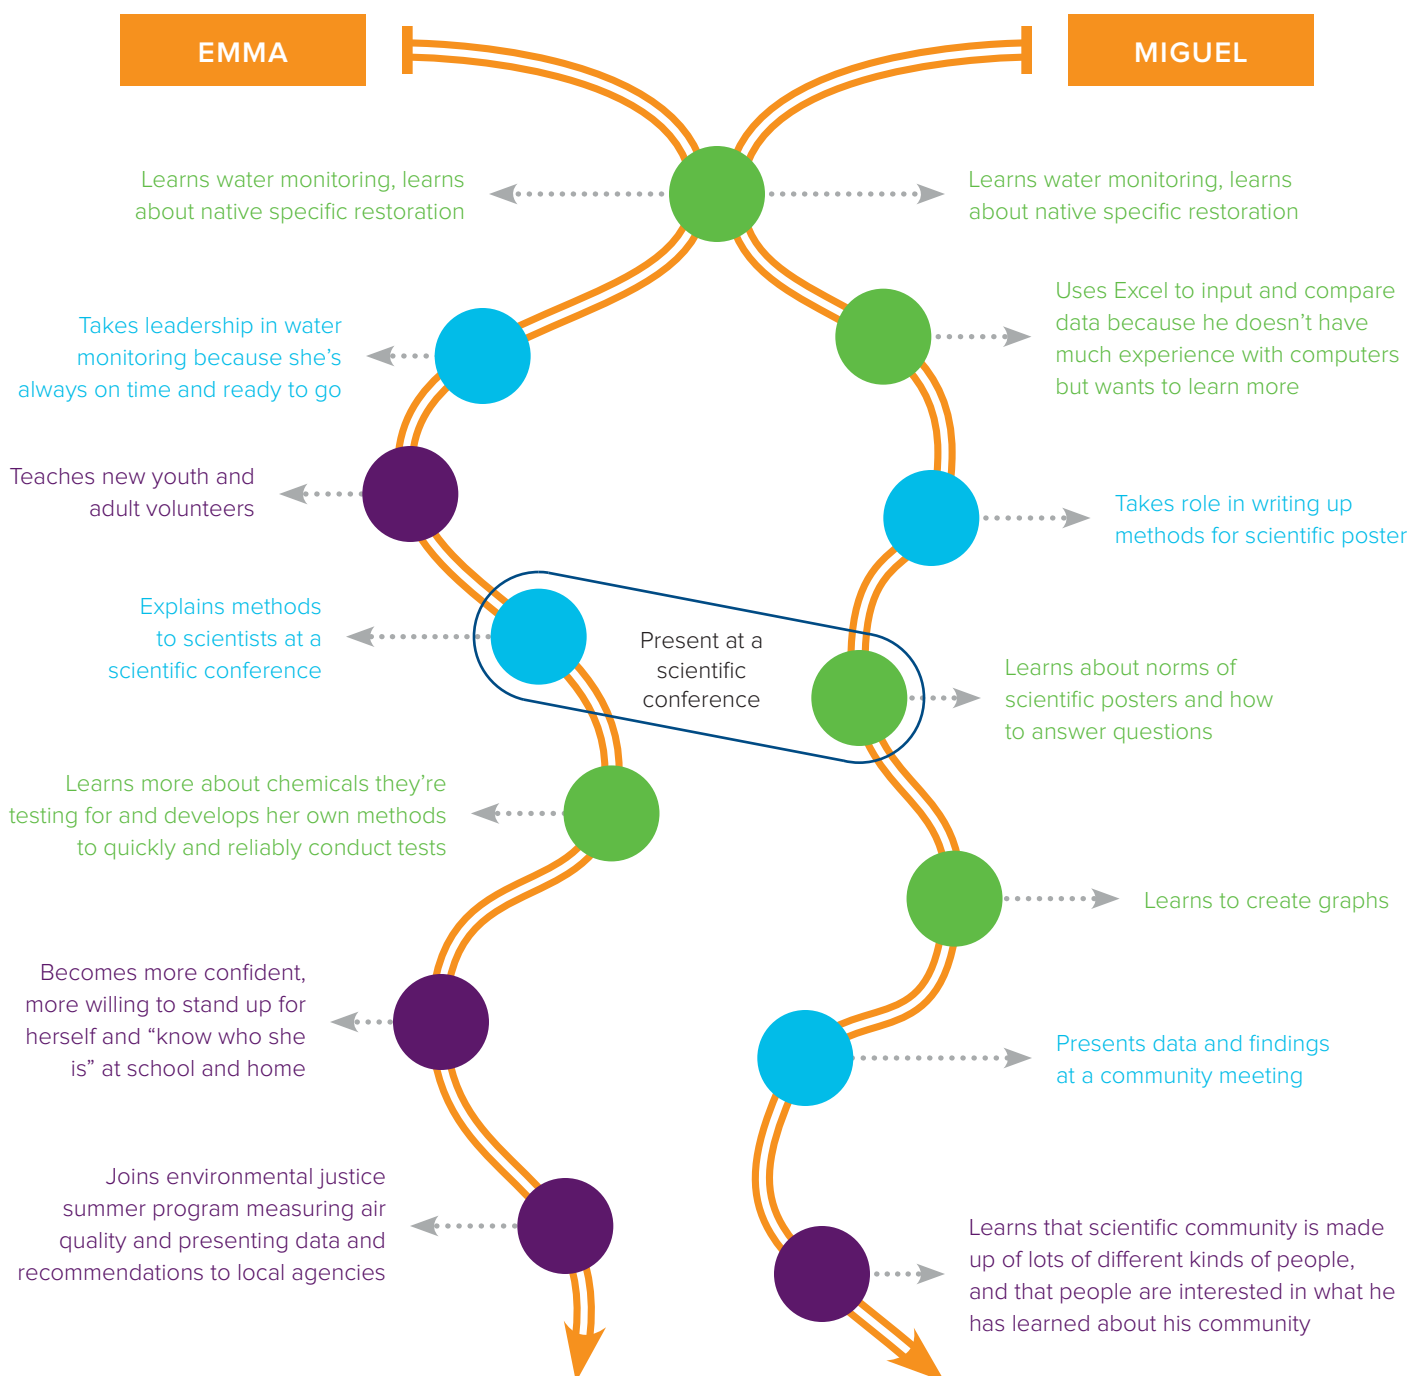 EMMA
MIGUEL
Learns water monitoring, learns
about native specific restoration
Learns water monitoring, learns
about native specific restoration
Takes leadership in water
monitoring because she's
always on time and ready to go
Uses Excel to input and compare
data because he doesn't have
much experience with computers
but wants to learn more
Teaches new youth and
adult volunteers
Takes role in writing up
methods for scientific poster
Explains methods
to scientists at a
scientific conference
Present at a
scientific
conference
Learns about norms of
scientific posters and how
to answer questions
Learns more about chemicals they're
testing for and develops her own methods
to quickly and reliably conduct tests
Learns to create graphs
Becomes more confident,
more willing to stand up for
herself and “know who she
is” at school and home
Presents data and findings
at a community meeting
Joins environmental justice
summer program measuring air
quality and presenting data and
recommendations to local agencies
Learns that scientific community is made
up of lots of different kinds of people,
and that people are interested in what he
has learned about his community